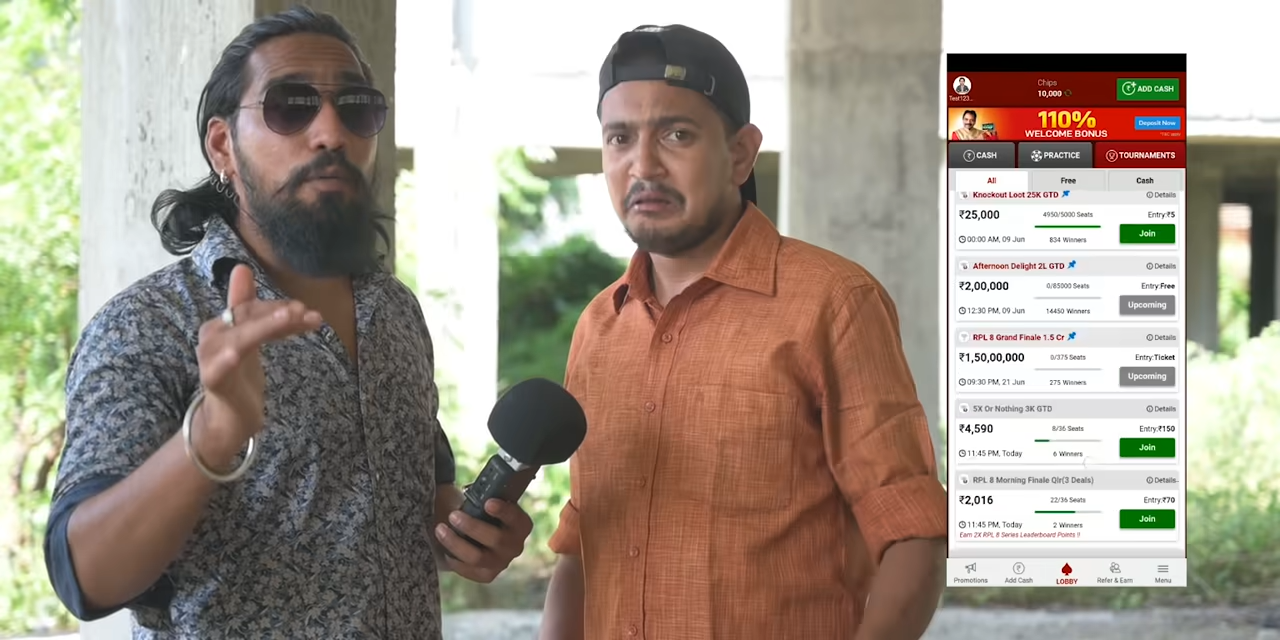 Chips
10,000
Test123...
ADD CASH
110%
WELCOME BONUS
Deposit Now
CASH
PRACTICE
TOURNAMENTS
All
Free
Cash
Knockout Loot 25K GTD
Details
₹25,000
4950/5000 Seats
Entry:₹5
Join
00:00 AM, 09 Jun
834 Winners
Afternoon Delight 2L GTD
Details
₹2,00,000
0/85000 Seats
Entry:Free
Upcoming
12:30 PM, 09 Jun
14450 Winners
RPL 8 Grand Finale 1.5 Cr
Details
₹1,50,00,000
0/375 Seats
Entry:Ticket
Upcoming
09:30 PM, 21 Jun
275 Winners
5X Or Nothing 3K GTD
Details
₹4,590
8/36 Seats
Entry:₹150
Join
11:45 PM, Today
6 Winners
RPL 8 Morning Finale Qlr(3 Deals)
Details
₹2,016
22/36 Seats
Entry:₹70
Join
11:45 PM, Today
2 Winners
Earn 2X RPL 8 Series Leaderboard Points !!
Promotions
Add Cash
LOBBY
Refer & Earn
Menu